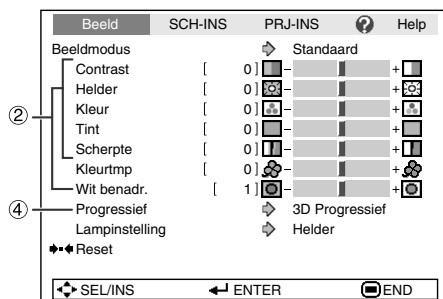 Beeld SCH-INS PRJ-INS ? Help
Beeldmodus Standaard
Contrast [ 0] - +
Helder [ 0] - +
② Kleur [ 0] - +
Tint [ 0] - +
Scherpte [ 0] - +
Kleurtmp [ 0] - +
Wit benadr. [ 1] - +
④ Progressief 3D Progressief
Lampinstelling Helder
Reset
SEL/INS ENTER END